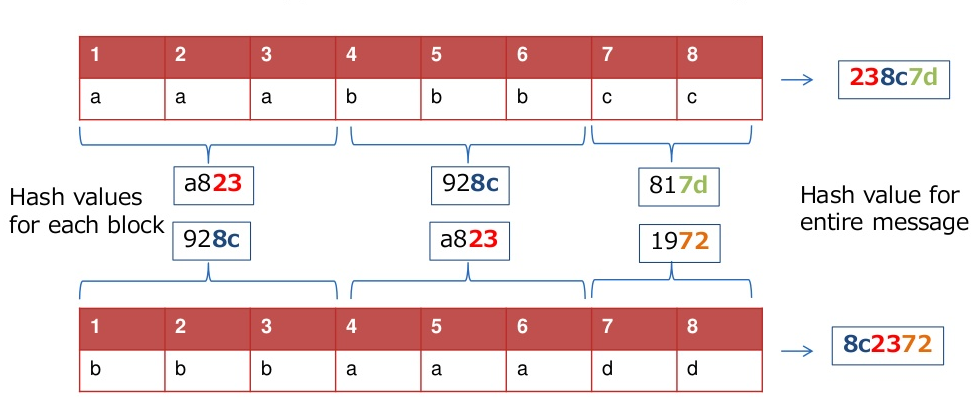 1 2 3 4 5 6 7 8
a a a b b b c c
238c7d
a823 928c 817d
Hash values
for each block
Hash value for
entire message
928c a823 1972
1 2 3 4 5 6 7 8
b b b a a a d d
8c2372